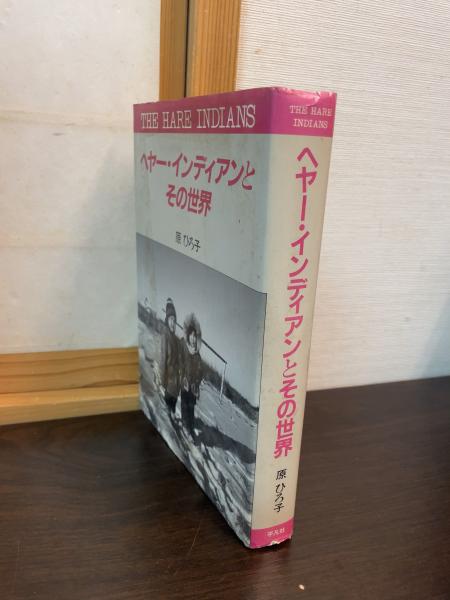 THE HARE INDIANS
ヘヤー・インディアンと
その世界
原 ひろ子
THE HARE
INDIANS
ヘヤー・インディアンとその世界
原 ひろ子
平凡社